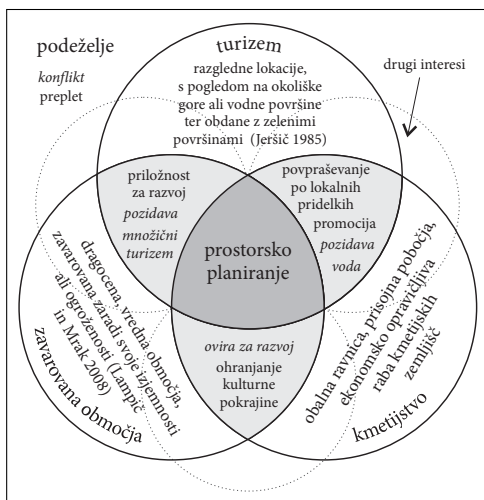 podeželje
konflikt
preplet
turizem
razgledne lokacije,
s pogledom na okoliške
gore ali vodne površine
ter obdane z zelenimi
površinami (Jeršič 1985)
drugi interesi
priložnost
za razvoj
pozidava
množični
turizem
povpraševanje
po lokalnih
pridelkih
promocija
pozidava
voda
prostorsko
planiranje
dragocena, vredna območja,
zavarovana zaradi svoje izjemnosti
ali ogroženosti (Lampič
in Mrak 2008)
zavarovana območja
ovira za razvoj
ohranjanje
kulturne
pokrajine
obalna ravnica, prisojna pobočja,
ekonomsko opravičljiva
raba kmetijskih
zemljišč
kmetijstvo